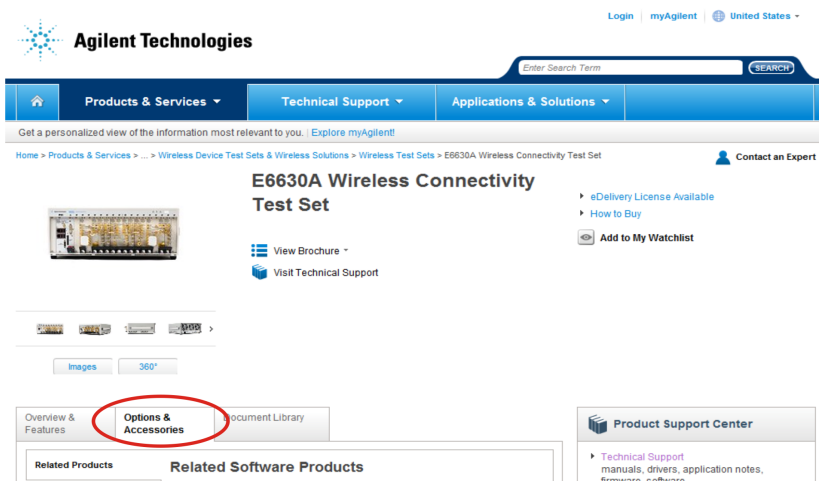 Login myAgilent United States
Agilent Technologies
Enter Search Term SEARCH
Products & Services Technical Support Applications & Solutions
Get a personalized view of the information most relevant to you. Explore myAgilent!
Home > Products & Services > ... > Wireless Device Test Sets & Wireless Solutions > Wireless Test Sets > E6630A Wireless Connectivity Test Set
Contact an Expert
E6630A Wireless Connectivity
Test Set
eDelivery License Available
How to Buy
Add to My Watchlist
View Brochure
Visit Technical Support
Images 360°
Overview &
Features
Options &
Accessories
Document Library
Product Support Center
Related Products
Related Software Products
Technical Support
manuals, drivers, application notes,
firmware, software